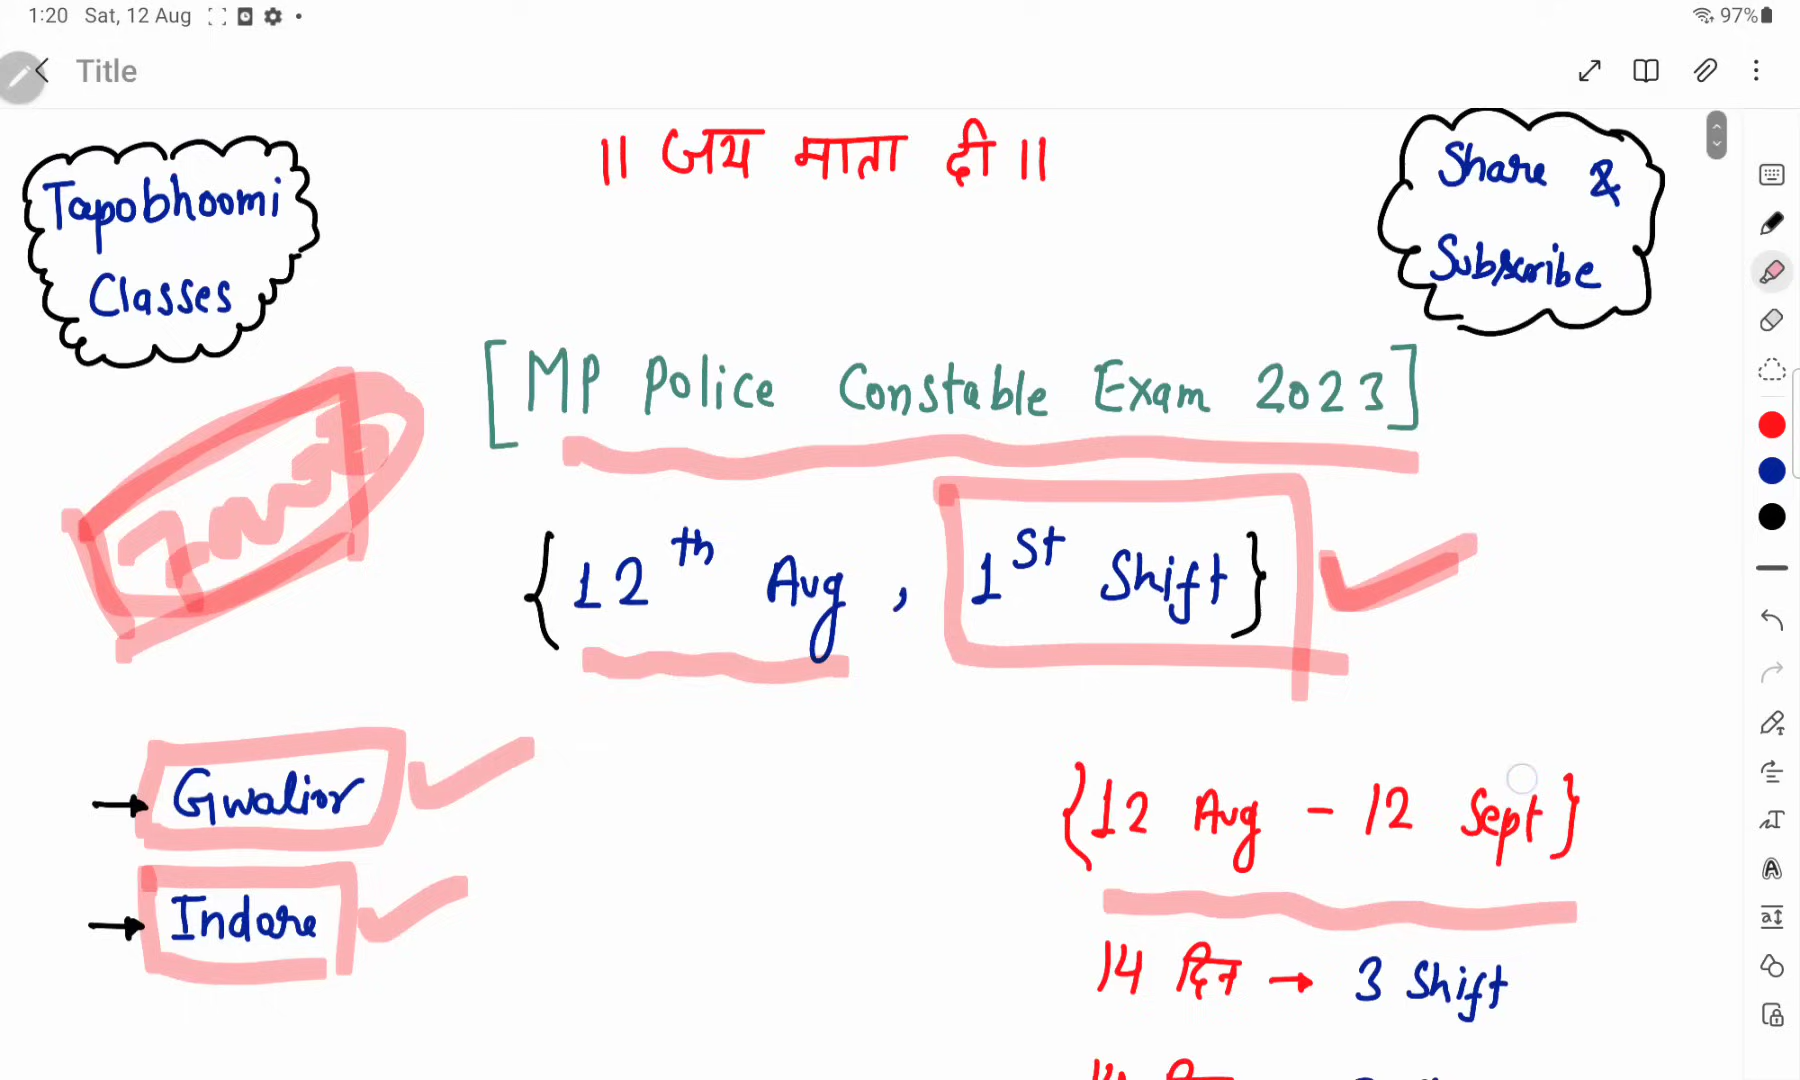 1:20 Sat, 12 Aug
97%
Title
Tapobhoomi
Classes
॥ जय माता दी ॥
Share &
Subscribe
[MP Police Constable Exam 2023]
{12th Aug, 1st Shift}
Gwalior
Indore
{12 Aug - 12 Sept}
14 दिन → 3 Shift